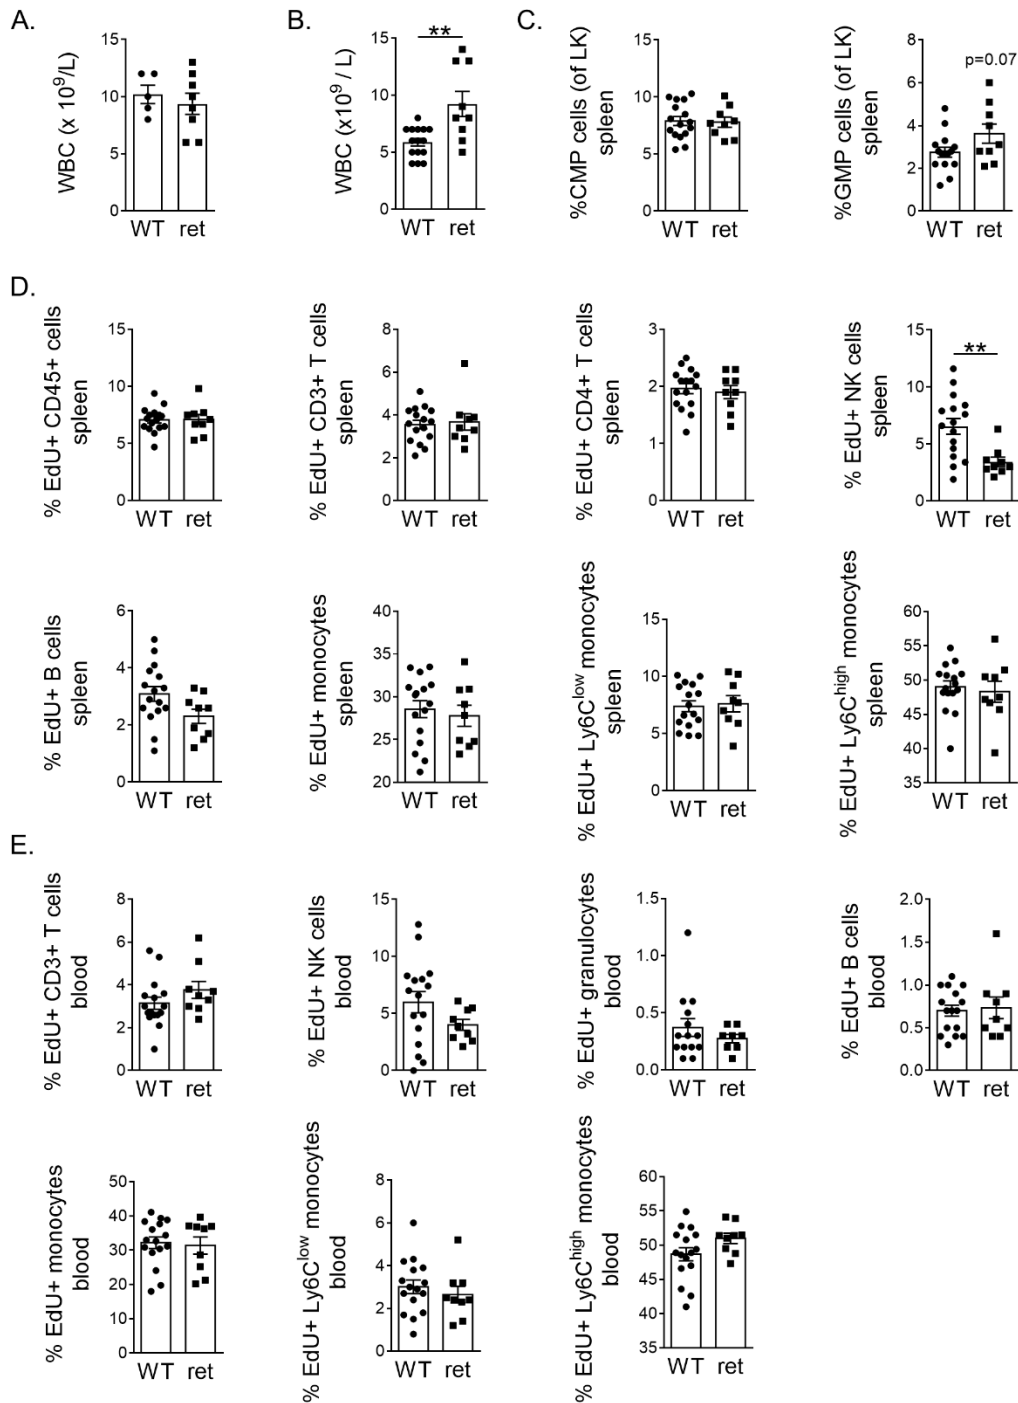 A.
WBC (x 10⁹/L)
15
10
5
0
WT ret
B.
WBC (x10⁹ / L)
15
10
5
0
**
WT ret
C.
%CMP cells (of LK)
spleen
15
10
5
0
WT ret
%GMP cells (of LK)
spleen
8
6
4
2
0
p=0.07
WT ret
D.
% EdU+ CD45+ cells
spleen
15
10
5
0
WT ret
% EdU+ CD3+ T cells
spleen
8
6
4
2
0
WT ret
% EdU+ CD4+ T cells
spleen
3
2
1
0
WT ret
% EdU+ NK cells
spleen
15
10
5
0
**
WT ret
% EdU+ B cells
spleen
6
4
2
0
WT ret
% EdU+ monocytes
spleen
40
35
30
25
20
WT ret
% EdU+ Ly6Cˡᵒʷ monocytes
spleen
15
10
5
0
WT ret
% EdU+ Ly6Cʰⁱᵍʰ monocytes
spleen
60
55
50
45
40
35
WT ret
E.
% EdU+ CD3+ T cells
blood
8
6
4
2
0
WT ret
% EdU+ NK cells
blood
15
10
5
0
WT ret
% EdU+ granulocytes
blood
1.5
1.0
0.5
0.0
WT ret
% EdU+ B cells
blood
2.0
1.5
1.0
0.5
0.0
WT ret
% EdU+ monocytes
blood
50
40
30
20
10
0
WT ret
% EdU+ Ly6Cˡᵒʷ monocytes
blood
8
6
4
2
0
WT ret
% EdU+ Ly6Cʰⁱᵍʰ monocytes
blood
60
55
50
45
40
35
WT ret